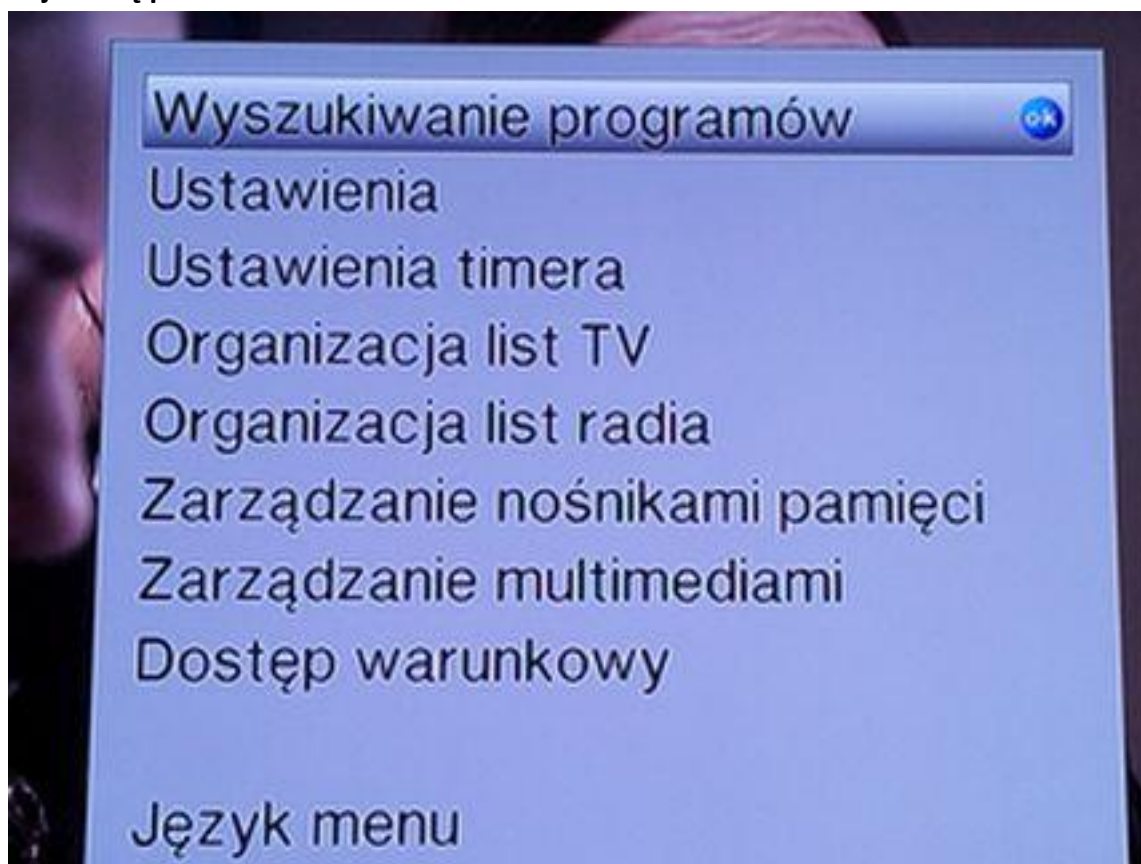 Wyszukiwanie programów ok
Ustawienia
Ustawienia timera
Organizacja list TV
Organizacja list radia
Zarządzanie nośnikami pamięci
Zarządzanie multimediami
Dostęp warunkowy
Język menu